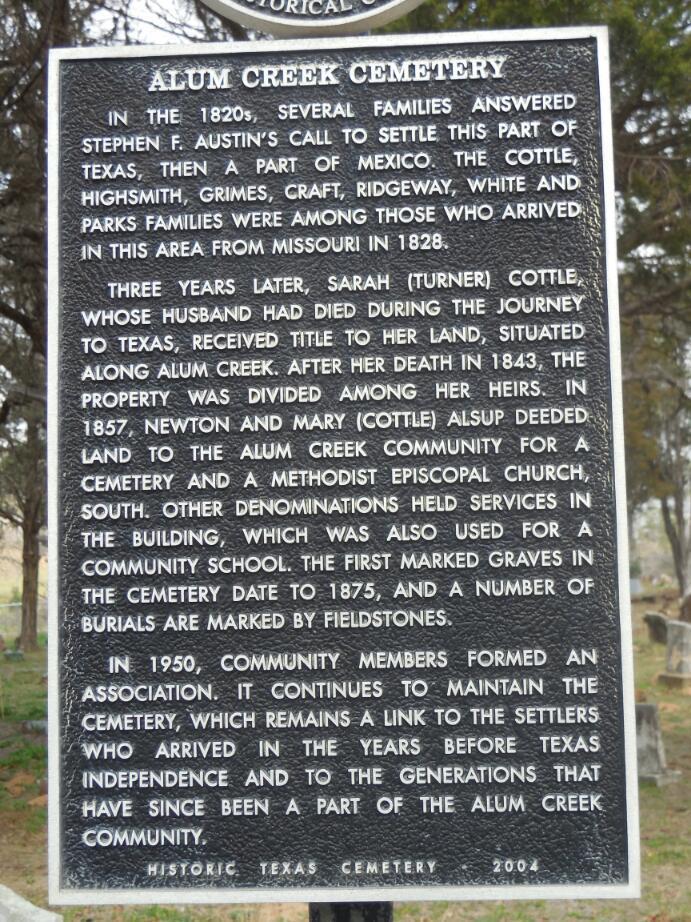 TORICAL C
ALUM CREEK CEMETERY
IN THE 1820s, SEVERAL FAMILIES ANSWERED
STEPHEN F. AUSTIN'S CALL TO SETTLE THIS PART OF
TEXAS, THEN A PART OF MEXICO. THE COTTLE,
HIGHSMITH, GRIMES, CRAFT, RIDGEWAY, WHITE AND
PARKS FAMILIES WERE AMONG THOSE WHO ARRIVED
IN THIS AREA FROM MISSOURI IN 1828.
THREE YEARS LATER, SARAH (TURNER) COTTLE,
WHOSE HUSBAND HAD DIED DURING THE JOURNEY
TO TEXAS, RECEIVED TITLE TO HER LAND, SITUATED
ALONG ALUM CREEK. AFTER HER DEATH IN 1843, THE
PROPERTY WAS DIVIDED AMONG HER HEIRS. IN
1857, NEWTON AND MARY (COTTLE) ALSUP DEEDED
LAND TO THE ALUM CREEK COMMUNITY FOR A
CEMETERY AND A METHODIST EPISCOPAL CHURCH,
SOUTH. OTHER DENOMINATIONS HELD SERVICES IN
THE BUILDING, WHICH WAS ALSO USED FOR A
COMMUNITY SCHOOL. THE FIRST MARKED GRAVES IN
THE CEMETERY DATE TO 1875, AND A NUMBER OF
BURIALS ARE MARKED BY FIELDSTONES.
IN 1950, COMMUNITY MEMBERS FORMED AN
ASSOCIATION. IT CONTINUES TO MAINTAIN THE
CEMETERY, WHICH REMAINS A LINK TO THE SETTLERS
WHO ARRIVED IN THE YEARS BEFORE TEXAS
INDEPENDENCE AND TO THE GENERATIONS THAT
HAVE SINCE BEEN A PART OF THE ALUM CREEK
COMMUNITY.
HISTORIC TEXAS CEMETERY · 2004